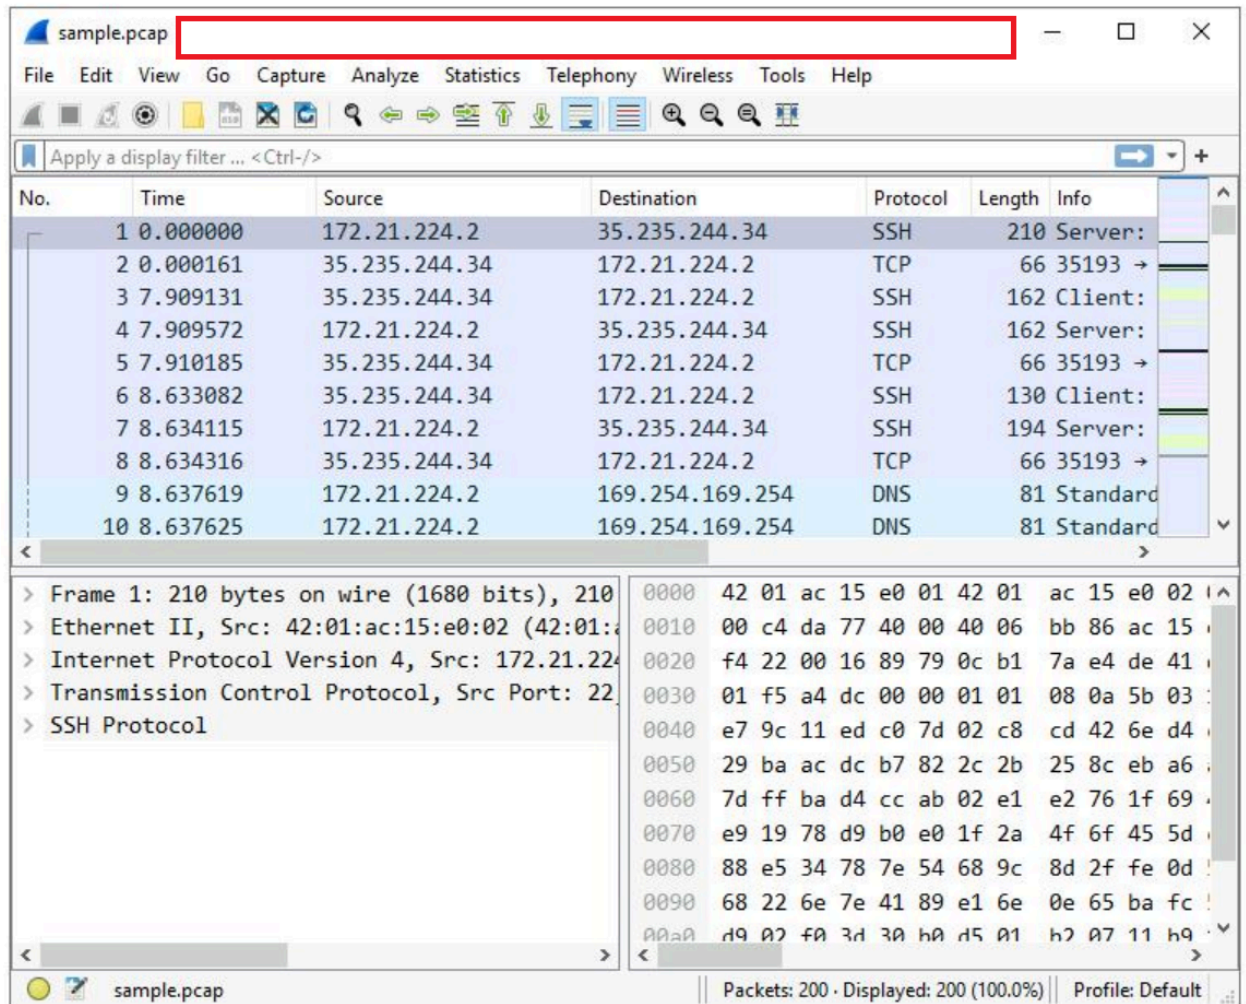 sample.pcap
File Edit View Go Capture Analyze Statistics Telephony Wireless Tools Help
Apply a display filter ... <Ctrl-/>
No. Time Source Destination Protocol Length Info
1 0.000000 172.21.224.2 35.235.244.34 SSH 210 Server:
2 0.000161 35.235.244.34 172.21.224.2 TCP 66 35193 →
3 7.909131 35.235.244.34 172.21.224.2 SSH 162 Client:
4 7.909572 172.21.224.2 35.235.244.34 SSH 162 Server:
5 7.910185 35.235.244.34 172.21.224.2 TCP 66 35193 →
6 8.633082 35.235.244.34 172.21.224.2 SSH 130 Client:
7 8.634115 172.21.224.2 35.235.244.34 SSH 194 Server:
8 8.634316 35.235.244.34 172.21.224.2 TCP 66 35193 →
9 8.637619 172.21.224.2 169.254.169.254 DNS 81 Standard
10 8.637625 172.21.224.2 169.254.169.254 DNS 81 Standard
Frame 1: 210 bytes on wire (1680 bits), 210
Ethernet II, Src: 42:01:ac:15:e0:02 (42:01:
Internet Protocol Version 4, Src: 172.21.22
Transmission Control Protocol, Src Port: 22
SSH Protocol
0000 42 01 ac 15 e0 01 42 01 ac 15 e0 02
0010 00 c4 da 77 40 00 40 06 bb 86 ac 15
0020 f4 22 00 16 89 79 0c b1 7a e4 de 41
0030 01 f5 a4 dc 00 00 01 01 08 0a 5b 03
0040 e7 9c 11 ed c0 7d 02 c8 cd 42 6e d4
0050 29 ba ac dc b7 82 2c 2b 25 8c eb a6
0060 7d ff ba d4 cc ab 02 e1 e2 76 1f 69
0070 e9 19 78 d9 b0 e0 1f 2a 4f 6f 45 5d
0080 88 e5 34 78 7e 54 68 9c 8d 2f fe 0d
0090 68 22 6e 7e 41 89 e1 6e 0e 65 ba fc
00a0 d9 02 f0 3d 30 b0 d5 01 b2 07 11 b9
sample.pcap Packets: 200 · Displayed: 200 (100.0%) Profile: Default